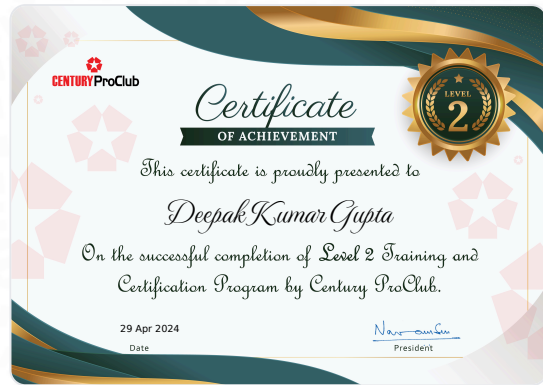 CENTURY ProClub
LEVEL
2
Certificate
OF ACHIEVEMENT
This certificate is proudly presented to
Deepak Kumar Gupta
On the successful completion of Level 2 Training and
Certification Program by Century ProClub.
29 Apr 2024
Date
President